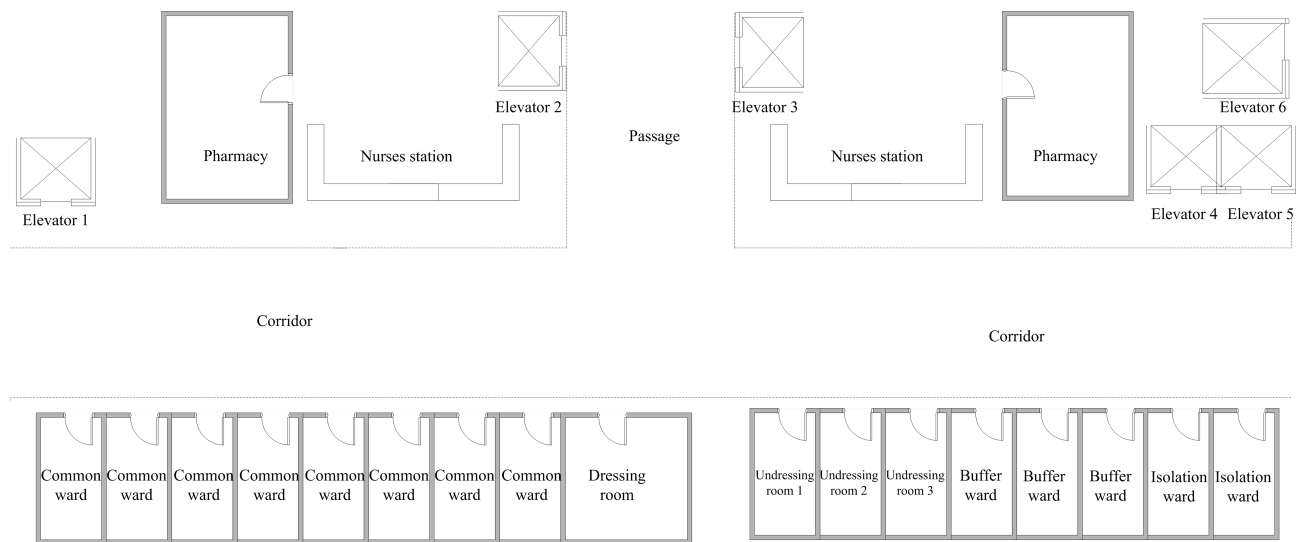 Elevator 2
Elevator 3
Elevator 6
Passage
Pharmacy
Nurses station
Nurses station
Pharmacy
Elevator 1
Elevator 4
Elevator 5
Corridor
Corridor
Common
ward
Common
ward
Common
ward
Common
ward
Common
ward
Common
ward
Common
ward
Common
ward
Dressing
room
Undressing
room 1
Undressing
room 2
Undressing
room 3
Buffer
ward
Buffer
ward
Buffer
ward
Isolation
ward
Isolation
ward